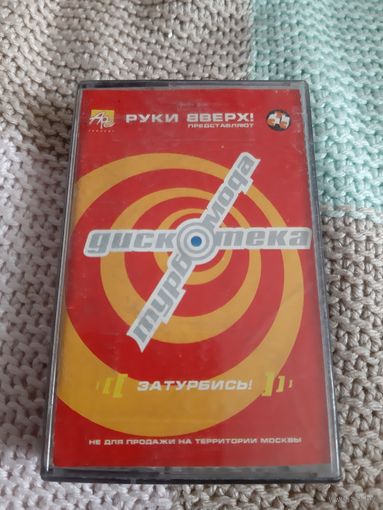 РУКИ ВВЕРХ!
ПРЕДСТАВЛЯЮТ
дискотека
турбомода
ЗАТУРБИСЬ!
НЕ ДЛЯ ПРОДАЖИ НА ТЕРРИТОРИИ МОСКВЫ